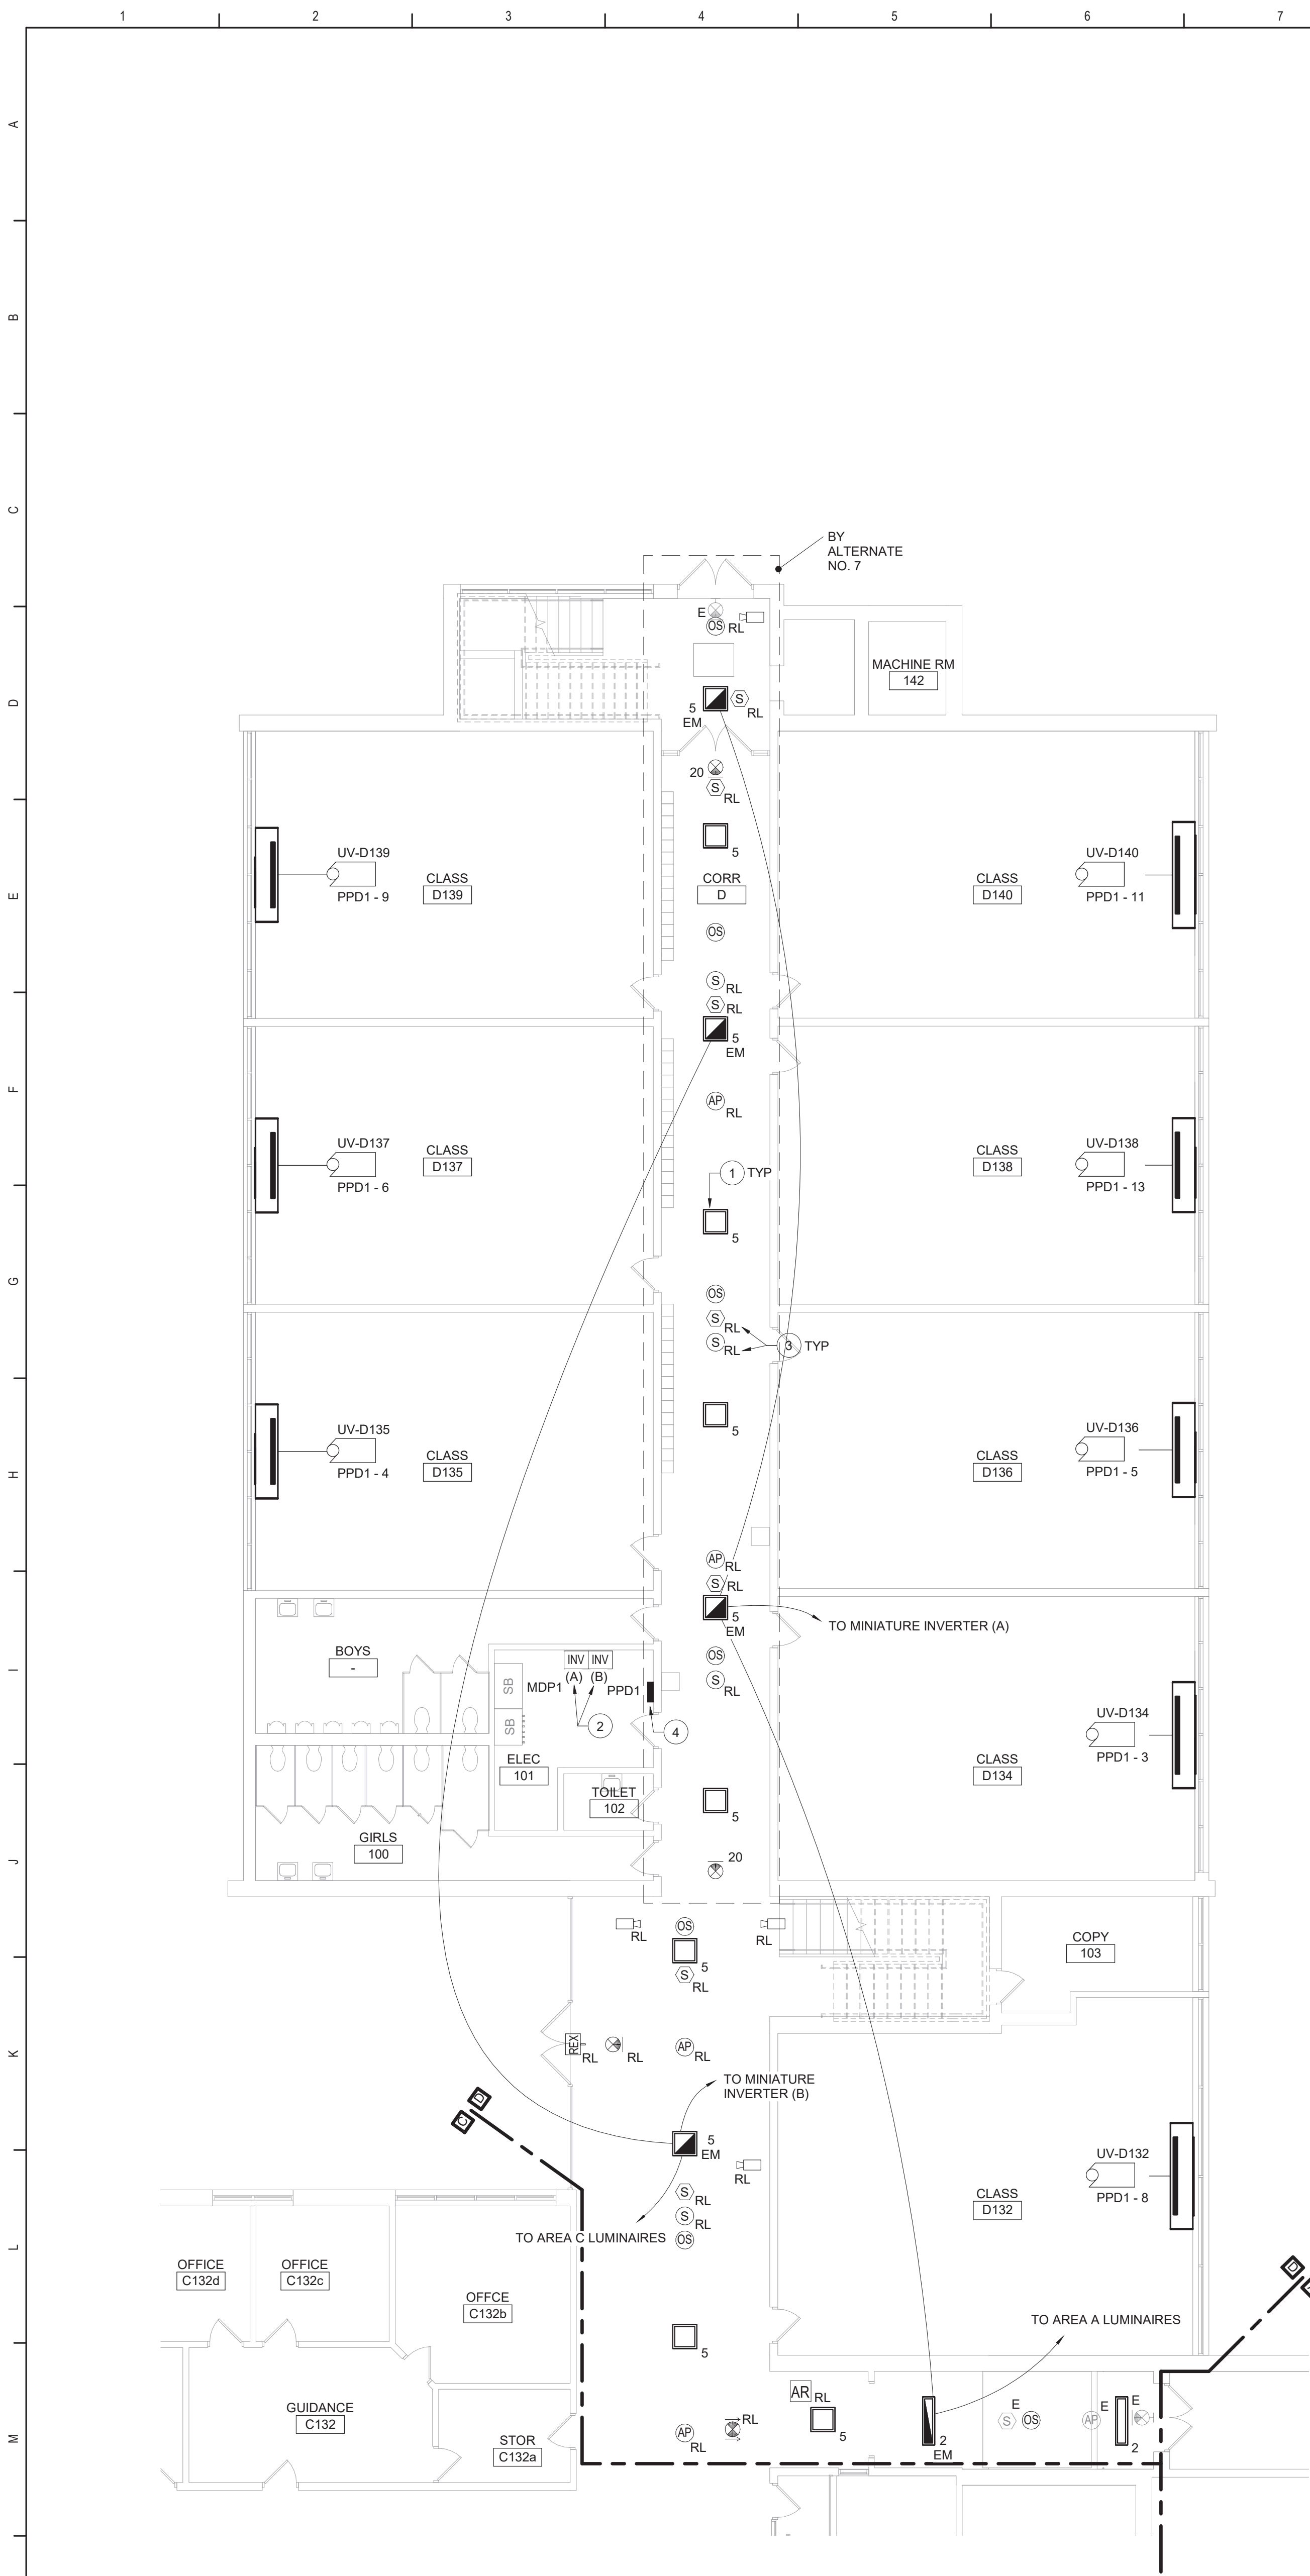 1 2 3 4 5 6 7
A
B
C
BY
ALTERNATE
NO. 7
E
OS RL
MACHINE RM
142
D
5
EM
S
RL
20
S RL
5
UV-D139
PPD1 - 9
CLASS
D139
CORR
D
CLASS
D140
UV-D140
PPD1 - 11
E
OS
S RL
S RL
5
EM
F
AP RL
UV-D137
PPD1 - 6
CLASS
D137
CLASS
D138
UV-D138
PPD1 - 13
1 TYP
5
G
OS
S RL
S RL
3 TYP
5
UV-D135
PPD1 - 4
CLASS
D135
CLASS
D136
UV-D136
PPD1 - 5
H
AP RL
S RL
5
EM
TO MINIATURE INVERTER (A)
BOYS
-
INV INV
(A) (B)
MDP1
PPD1
SB
SB
OS
S RL
I
2
4
ELEC
101
UV-D134
PPD1 - 3
CLASS
D134
TOILET
102
5
GIRLS
100
20
J
RL
OS
RL
5
S RL
COPY
103
K
REX
RL
RL
AP RL
TO MINIATURE
INVERTER (B)
C D
5
EM
RL
UV-D132
PPD1 - 8
CLASS
D132
S RL
S RL
OS
TO AREA C LUMINAIRES
L
OFFICE
C132d
OFFICE
C132c
OFFCE
C132b
D
TO AREA A LUMINAIRES
5
GUIDANCE
C132
STOR
C132a
M
AP
RL
RL
AR RL
5
2
EM
E
S OS
AP
E
E
2